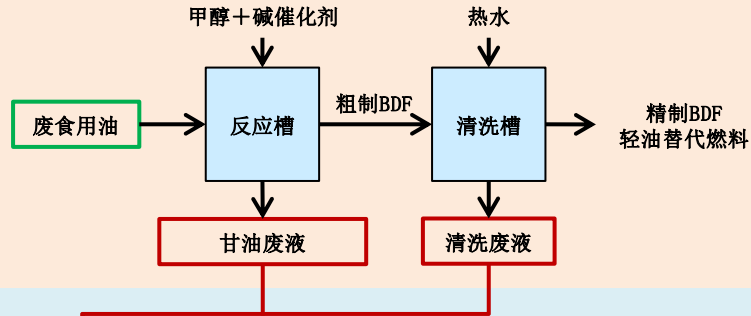 甲醇＋碱催化剂
热水
废食用油
反应槽
粗制BDF
清洗槽
精制BDF
轻油替代燃料
甘油废液
清洗废液